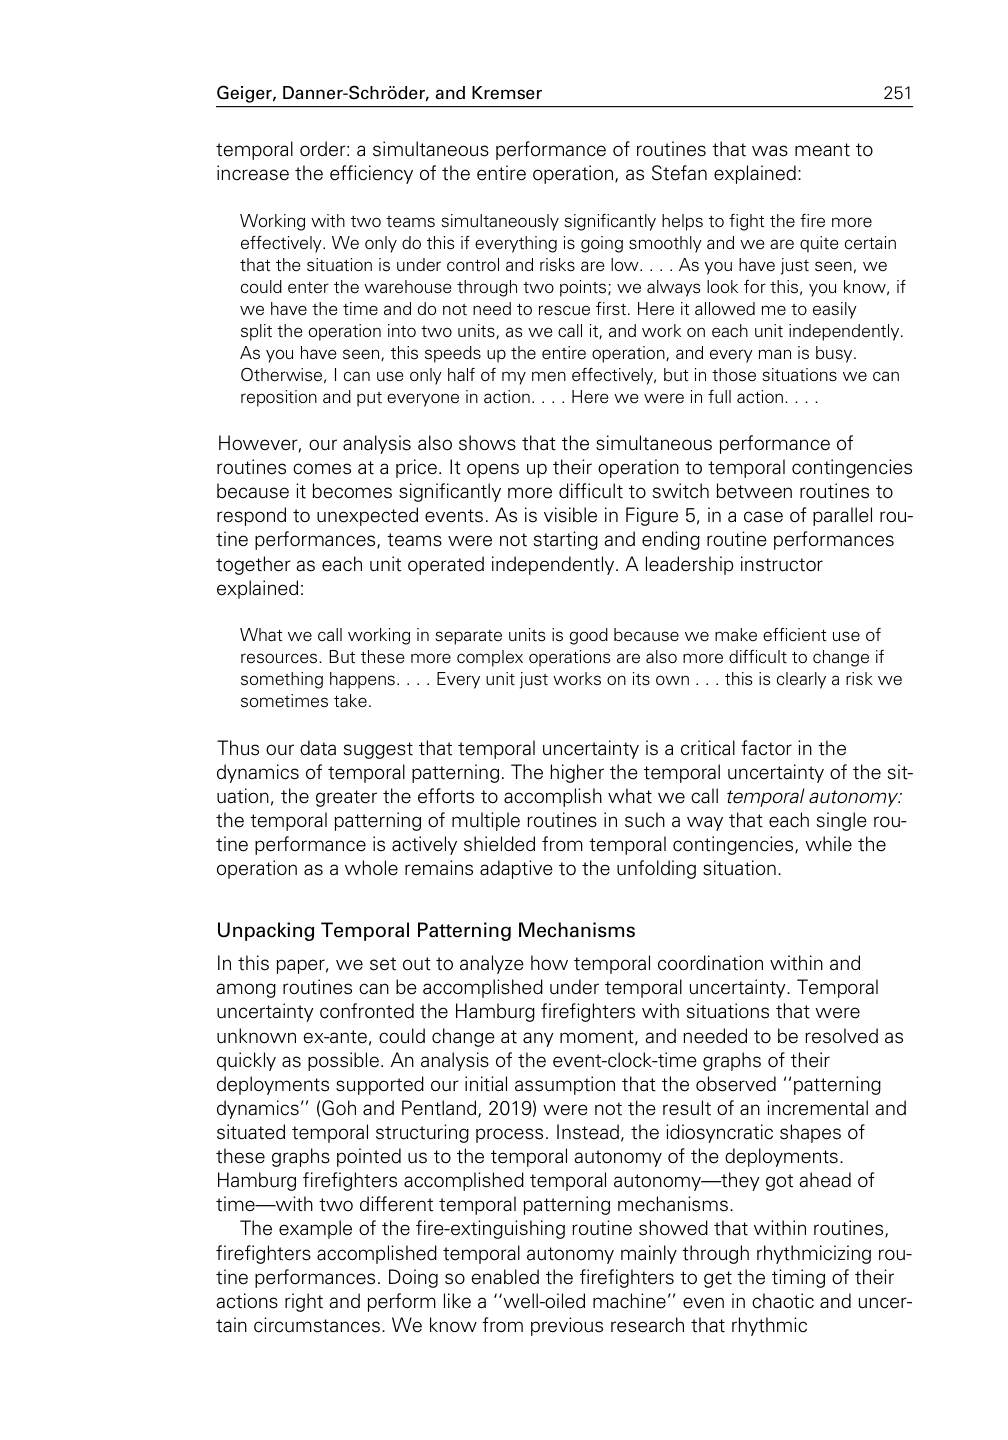 Geiger, Danner-Schröder, and Kremser 251
temporal order: a simultaneous performance of routines that was meant to
increase the efficiency of the entire operation, as Stefan explained:
Working with two teams simultaneously significantly helps to fight the fire more
effectively. We only do this if everything is going smoothly and we are quite certain
that the situation is under control and risks are low. . . . As you have just seen, we
could enter the warehouse through two points; we always look for this, you know, if
we have the time and do not need to rescue first. Here it allowed me to easily
split the operation into two units, as we call it, and work on each unit independently.
As you have seen, this speeds up the entire operation, and every man is busy.
Otherwise, I can use only half of my men effectively, but in those situations we can
reposition and put everyone in action. . . . Here we were in full action. . . .
However, our analysis also shows that the simultaneous performance of
routines comes at a price. It opens up their operation to temporal contingencies
because it becomes significantly more difficult to switch between routines to
respond to unexpected events. As is visible in Figure 5, in a case of parallel rou-
tine performances, teams were not starting and ending routine performances
together as each unit operated independently. A leadership instructor
explained:
What we call working in separate units is good because we make efficient use of
resources. But these more complex operations are also more difficult to change if
something happens. . . . Every unit just works on its own . . . this is clearly a risk we
sometimes take.
Thus our data suggest that temporal uncertainty is a critical factor in the
dynamics of temporal patterning. The higher the temporal uncertainty of the sit-
uation, the greater the efforts to accomplish what we call temporal autonomy:
the temporal patterning of multiple routines in such a way that each single rou-
tine performance is actively shielded from temporal contingencies, while the
operation as a whole remains adaptive to the unfolding situation.
Unpacking Temporal Patterning Mechanisms
In this paper, we set out to analyze how temporal coordination within and
among routines can be accomplished under temporal uncertainty. Temporal
uncertainty confronted the Hamburg firefighters with situations that were
unknown ex-ante, could change at any moment, and needed to be resolved as
quickly as possible. An analysis of the event-clock-time graphs of their
deployments supported our initial assumption that the observed ‘‘patterning
dynamics’’ (Goh and Pentland, 2019) were not the result of an incremental and
situated temporal structuring process. Instead, the idiosyncratic shapes of
these graphs pointed us to the temporal autonomy of the deployments.
Hamburg firefighters accomplished temporal autonomy—they got ahead of
time—with two different temporal patterning mechanisms.
The example of the fire-extinguishing routine showed that within routines,
firefighters accomplished temporal autonomy mainly through rhythmicizing rou-
tine performances. Doing so enabled the firefighters to get the timing of their
actions right and perform like a ‘‘well-oiled machine’’ even in chaotic and uncer-
tain circumstances. We know from previous research that rhythmic